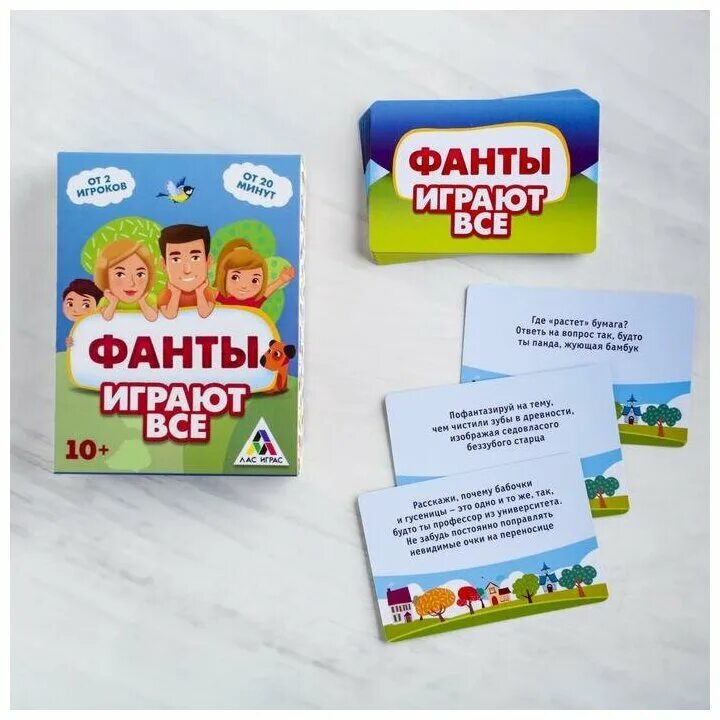 ОТ 2
ИГРОКОВ
ОТ 20
МИНУТ
ФАНТЫ
ИГРАЮТ
ВСЕ
10+
ЛАС ИГРАС
ФАНТЫ
ИГРАЮТ
ВСЕ
Где «растет» бумага?
Ответь на вопрос так, будто
ты панда, жующая бамбук
Пофантазируй на тему,
чем чистили зубы в древности,
изображая седовласого
беззубого старца
Расскажи, почему бабочки
и гусеницы – это одно и то же, так,
будто ты профессор из университета.
Не забудь постоянно поправлять
невидимые очки на переносице